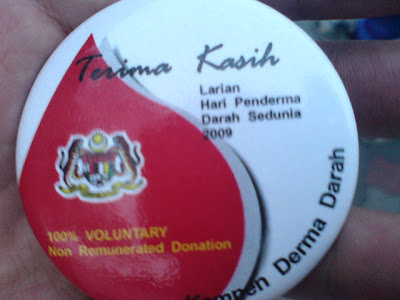 Terima Kasih
Larian
Hari Penderma
Darah Sedunia
2009
100% VOLUNTARY
Non Remunerated Donation
Kempen Derma Darah